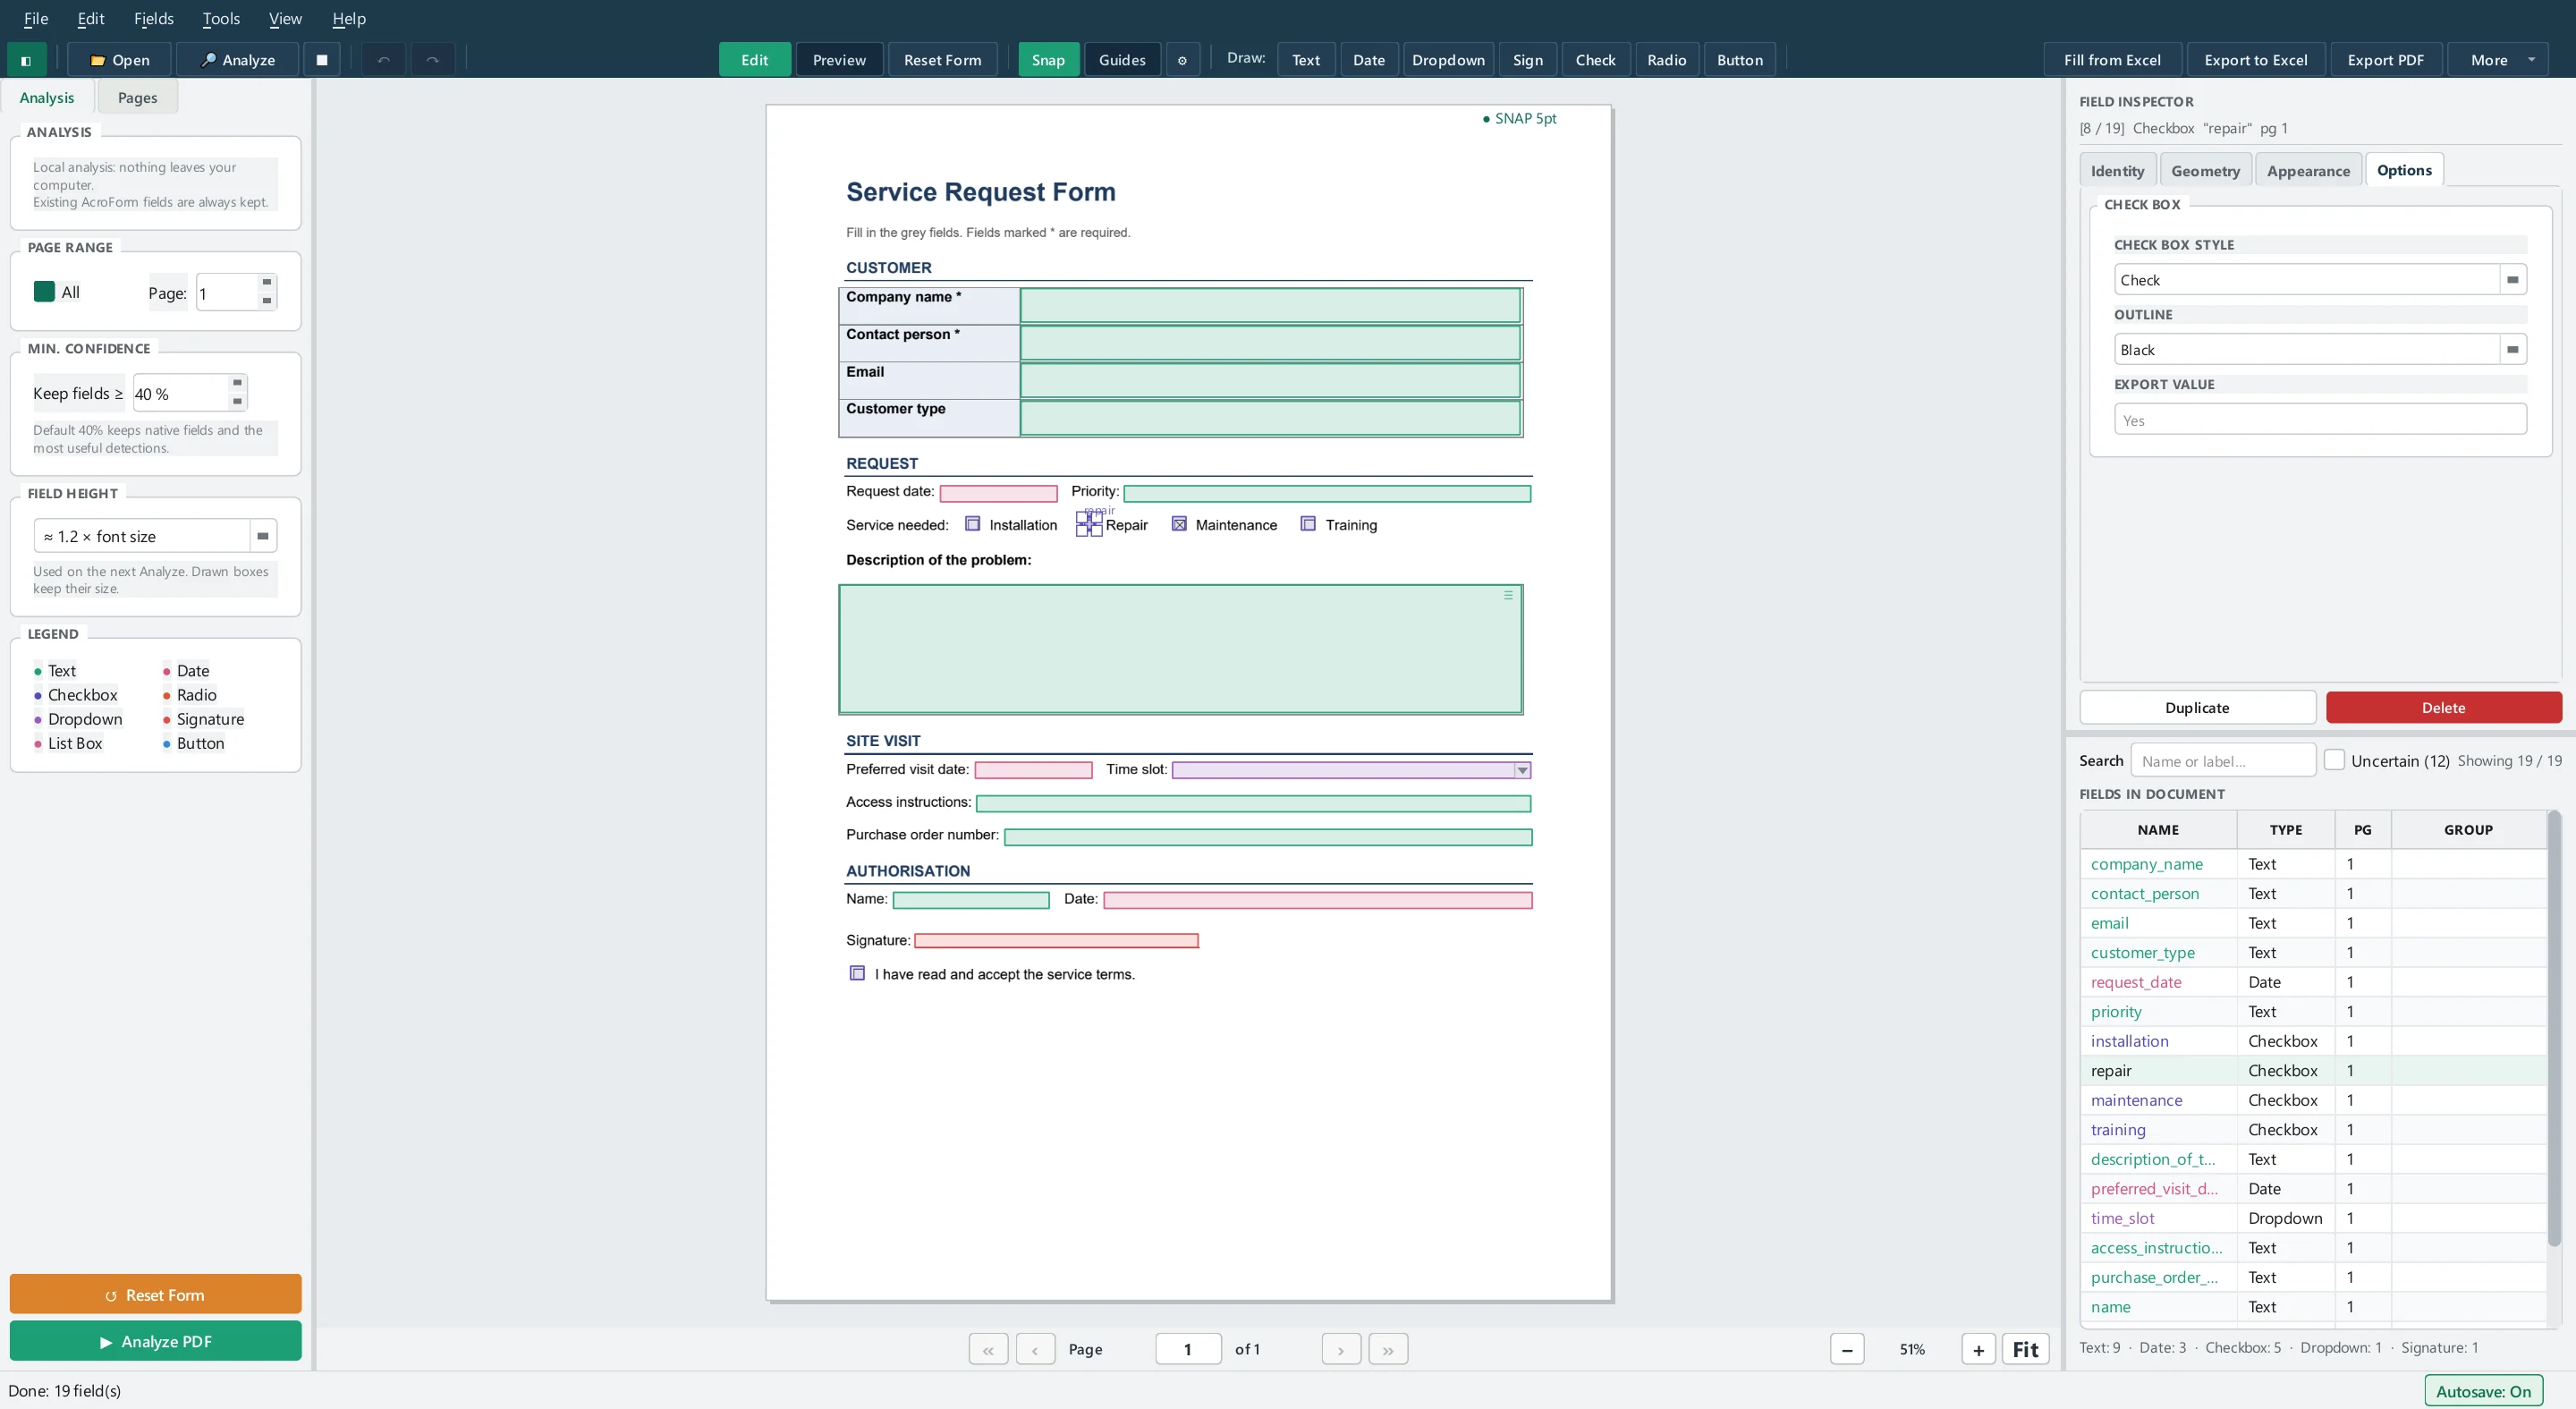 File Edit Fields Tools View Help
Open Analyze Edit Preview Reset Form Snap Guides Draw: Text Date Dropdown Sign Check Radio Button Fill from Excel Export to Excel Export PDF More
Analysis Pages
ANALYSIS
Local analysis: nothing leaves your
computer.
Existing AcroForm fields are always kept.
PAGE RANGE
All Page: 1
MIN. CONFIDENCE
Keep fields ≥ 40 %
Default 40% keeps native fields and the
most useful detections.
FIELD HEIGHT
≈ 1.2 × font size
Used on the next Analyze. Drawn boxes
keep their size.
LEGEND
Text Date
Checkbox Radio
Dropdown Signature
List Box Button
Reset Form
Analyze PDF
SNAP 5pt
Service Request Form
Fill in the grey fields. Fields marked * are required.
CUSTOMER
Company name *
Contact person *
Email
Customer type
REQUEST
Request date: Priority:
repair
Service needed: Installation Repair Maintenance Training
Description of the problem:
SITE VISIT
Preferred visit date: Time slot:
Access instructions:
Purchase order number:
AUTHORISATION
Name: Date:
Signature:
I have read and accept the service terms.
« ‹ Page 1 of 1 › » − 51% + Fit
FIELD INSPECTOR
[8 / 19] Checkbox "repair" pg 1
Identity Geometry Appearance Options
CHECK BOX
CHECK BOX STYLE
Check
OUTLINE
Black
EXPORT VALUE
Yes
Duplicate Delete
Search Name or label... Uncertain (12) Showing 19 / 19
FIELDS IN DOCUMENT
NAME TYPE PG GROUP
company_name Text 1
contact_person Text 1
email Text 1
customer_type Text 1
request_date Date 1
priority Text 1
installation Checkbox 1
repair Checkbox 1
maintenance Checkbox 1
training Checkbox 1
description_of_t... Text 1
preferred_visit_d... Date 1
time_slot Dropdown 1
access_instructio... Text 1
purchase_order_... Text 1
name Text 1
Text: 9 · Date: 3 · Checkbox: 5 · Dropdown: 1 · Signature: 1
Done: 19 field(s) Autosave: On